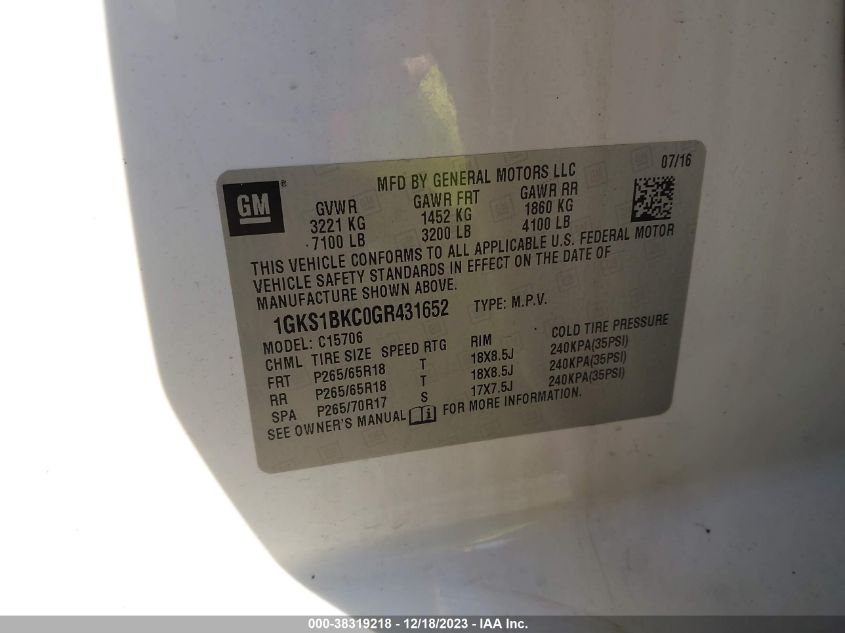 MFD BY GENERAL MOTORS LLC 07/16
GM ®
GVWR GAWR FRT GAWR RR
3221 KG 1452 KG 1860 KG
7100 LB 3200 LB 4100 LB
THIS VEHICLE CONFORMS TO ALL APPLICABLE U.S. FEDERAL MOTOR
VEHICLE SAFETY STANDARDS IN EFFECT ON THE DATE OF
MANUFACTURE SHOWN ABOVE.
1GKS1BKC0GR431652 TYPE: M.P.V.
MODEL: C15706
CHML TIRE SIZE SPEED RTG RIM COLD TIRE PRESSURE
FRT P265/65R18 T 18X8.5J 240KPA(35PSI)
RR P265/65R18 T 18X8.5J 240KPA(35PSI)
SPA P265/70R17 S 17X7.5J 240KPA(35PSI)
SEE OWNER'S MANUAL FOR MORE INFORMATION.
000-38319218 - 12/18/2023 - IAA Inc.